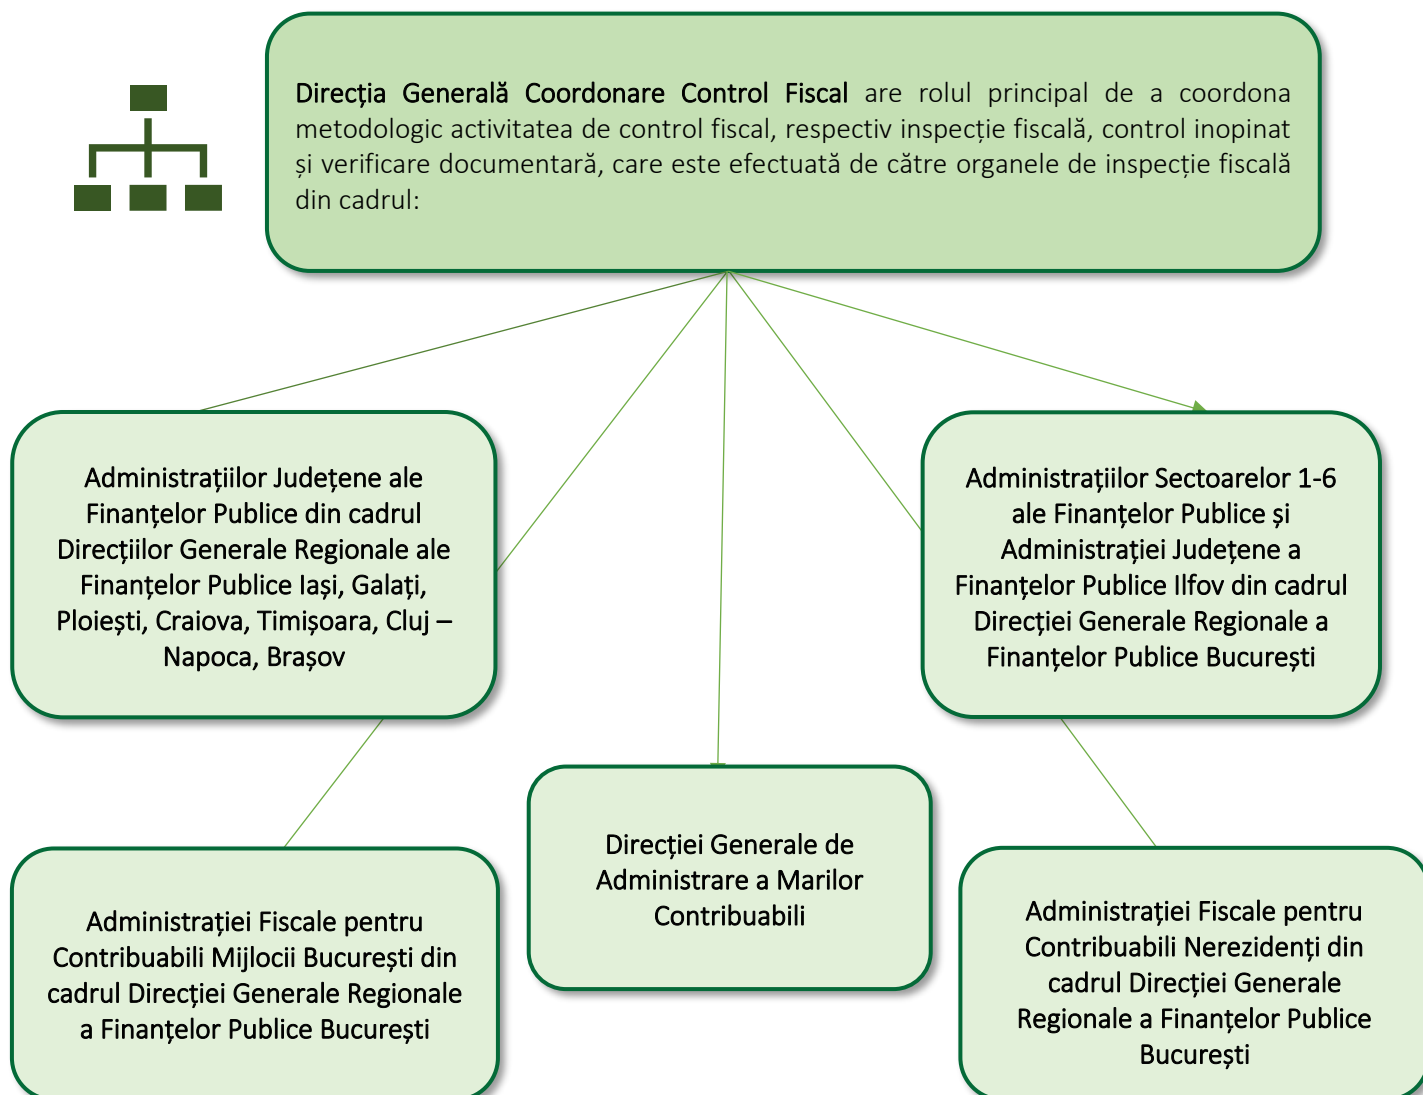 Direcția Generală Coordonare Control Fiscal are rolul principal de a coordona
metodologic activitatea de control fiscal, respectiv inspecție fiscală, control inopinat
și verificare documentară, care este efectuată de către organele de inspecție fiscală
din cadrul:
Administrațiilor Județene ale
Finanțelor Publice din cadrul
Direcțiilor Generale Regionale ale
Finanțelor Publice Iași, Galați,
Ploiești, Craiova, Timișoara, Cluj –
Napoca, Brașov
Administrațiilor Sectoarelor 1-6
ale Finanțelor Publice și
Administrației Județene a
Finanțelor Publice Ilfov din cadrul
Direcției Generale Regionale a
Finanțelor Publice București
Administrației Fiscale pentru
Contribuabili Mijlocii București din
cadrul Direcției Generale Regionale
a Finanțelor Publice București
Direcției Generale de
Administrare a Marilor
Contribuabili
Administrației Fiscale pentru
Contribuabili Nerezidenți din
cadrul Direcției Generale
Regionale a Finanțelor Publice
București